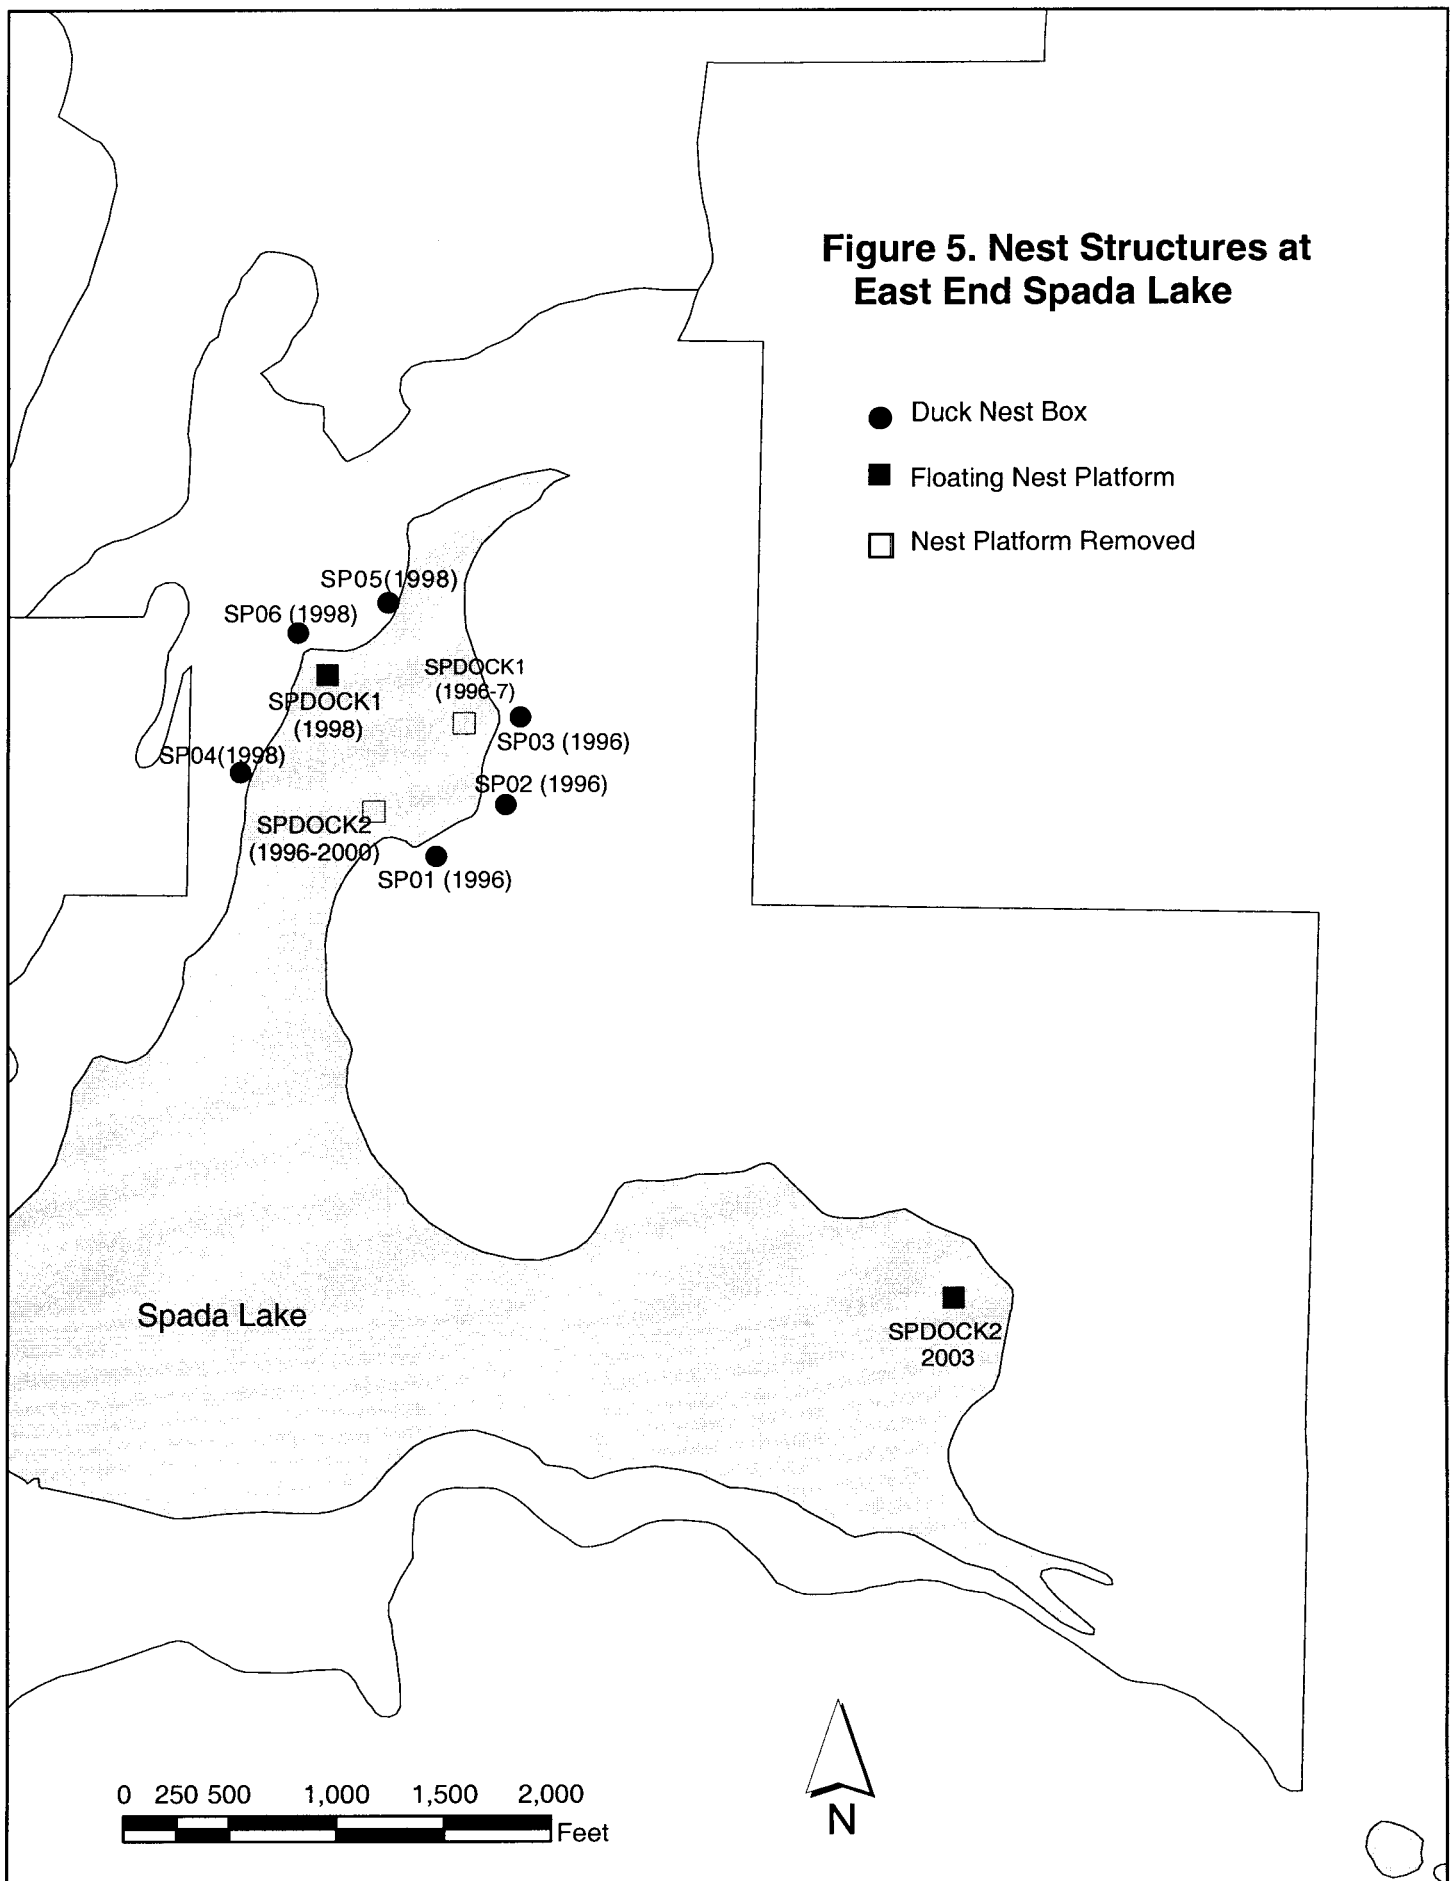 Figure 5. Nest Structures at
East End Spada Lake
Duck Nest Box
Floating Nest Platform
Nest Platform Removed
SP05(1998)
SP06 (1998)
SPDOCK1
(1996-7)
SPDOCK1
(1998)
SP03 (1996)
SP04(1998)
SP02 (1996)
SPDOCK2
(1996-2000)
SP01 (1996)
Spada Lake
SPDOCK2
2003
0 250 500 1,000 1,500 2,000
Feet
N